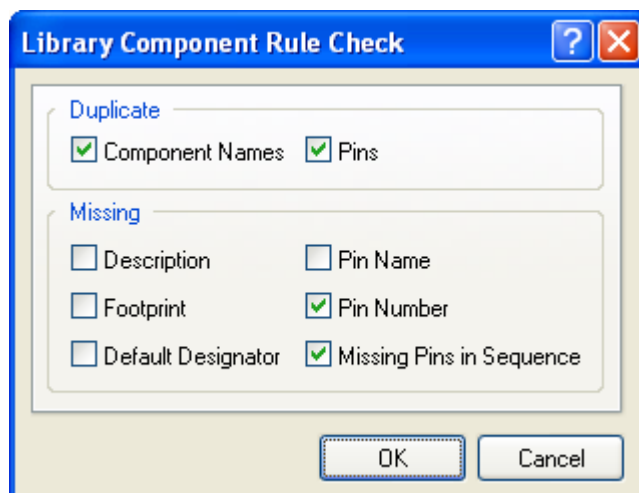 Library Component Rule Check
Duplicate
Component Names Pins
Missing
Description Pin Name
Footprint Pin Number
Default Designator Missing Pins in Sequence
OK Cancel